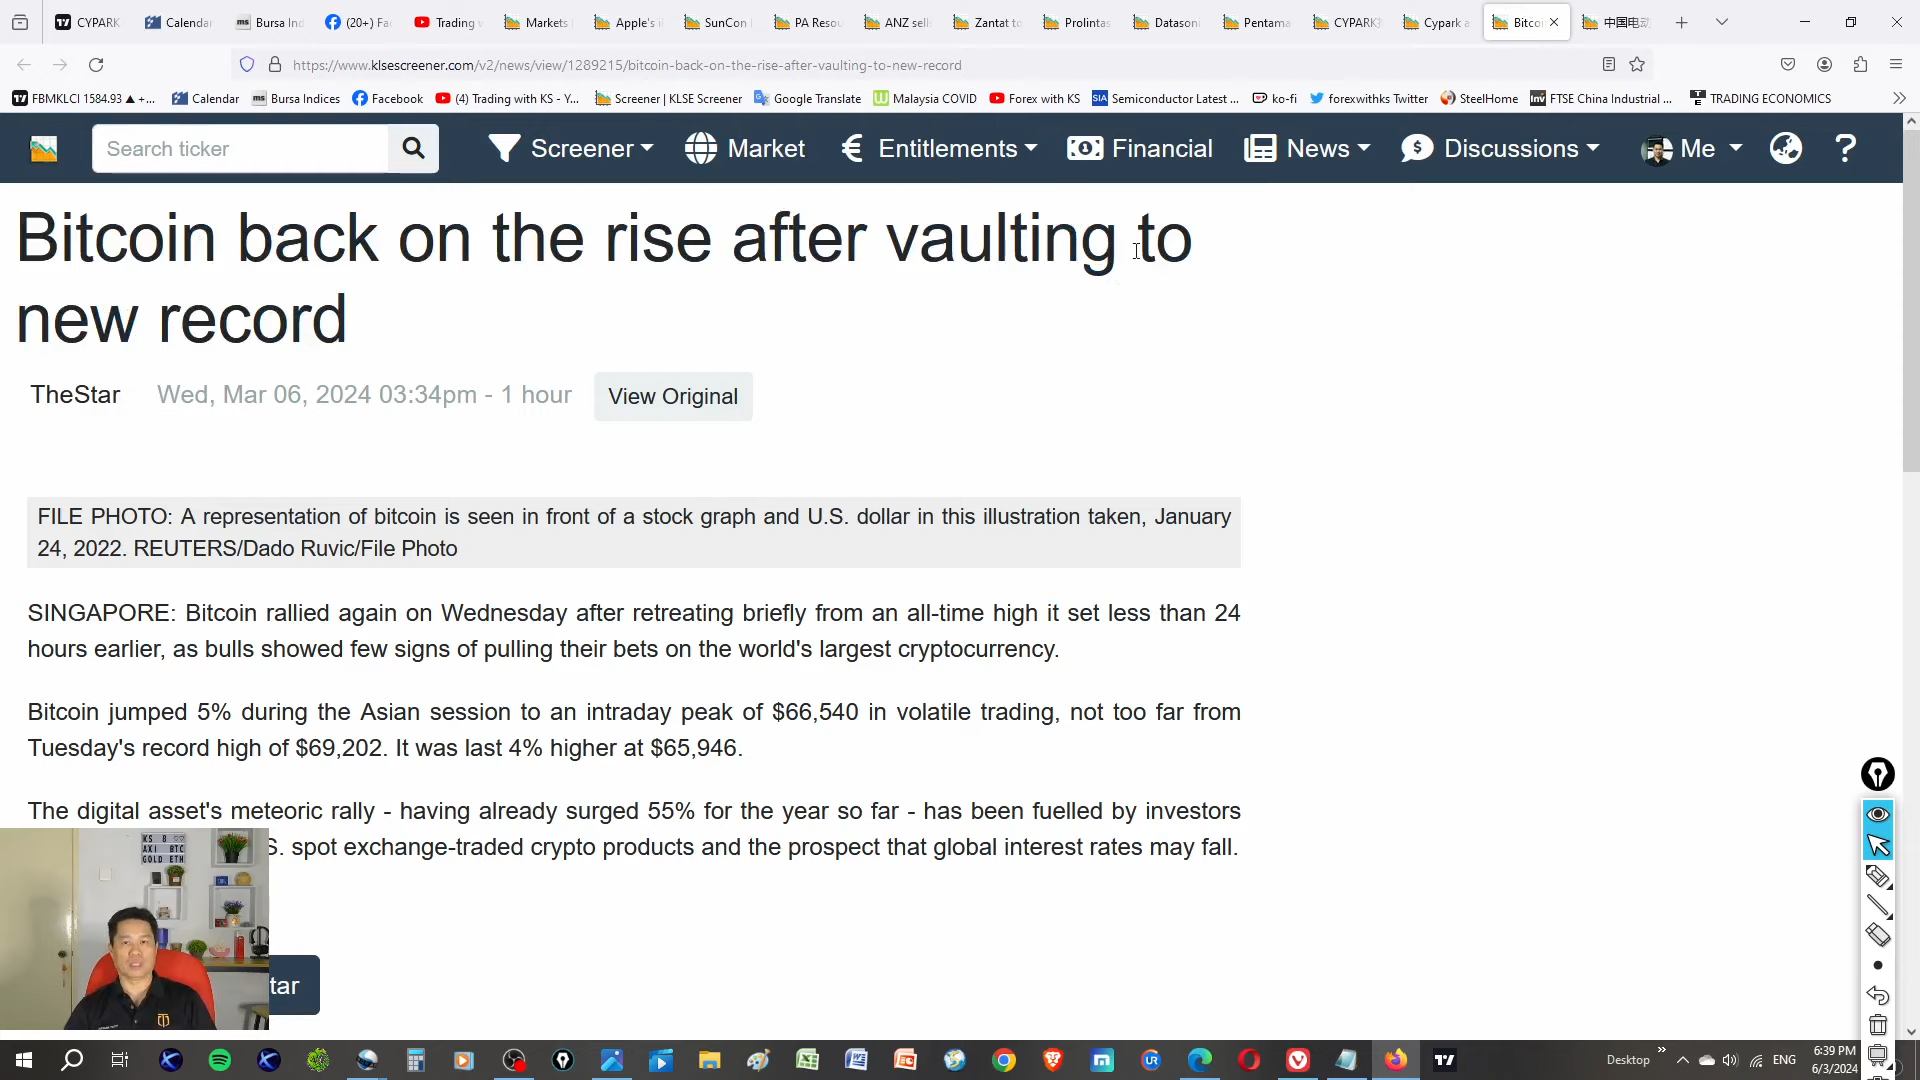 CYPARK
Calendar
Bursa Ind
(20+) Fac
Trading w
Markets
Apple's i
SunCon
PA Resou
ANZ sell
Zantat to
Prolintas
Datasoni
Pentama
CYPARK
Cypark a
Bitcoi
中国电动
https://www.klsescreener.com/v2/news/view/1289215/bitcoin-back-on-the-rise-after-vaulting-to-new-record
FBMKLCI 1584.93 ▲ +...
Calendar
Bursa Indices
Facebook
(4) Trading with KS - Y...
Screener | KLSE Screener
Google Translate
Malaysia COVID
Forex with KS
Semiconductor Latest ...
ko-fi
forexwithks Twitter
SteelHome
FTSE China Industrial ...
TRADING ECONOMICS
Search ticker
Screener
Market
Entitlements
Financial
News
Discussions
Me
Bitcoin back on the rise after vaulting to
new record
TheStar
Wed, Mar 06, 2024 03:34pm - 1 hour
View Original
FILE PHOTO: A representation of bitcoin is seen in front of a stock graph and U.S. dollar in this illustration taken, January
24, 2022. REUTERS/Dado Ruvic/File Photo
SINGAPORE: Bitcoin rallied again on Wednesday after retreating briefly from an all-time high it set less than 24
hours earlier, as bulls showed few signs of pulling their bets on the world's largest cryptocurrency.
Bitcoin jumped 5% during the Asian session to an intraday peak of $66,540 in volatile trading, not too far from
Tuesday's record high of $69,202. It was last 4% higher at $65,946.
The digital asset's meteoric rally - having already surged 55% for the year so far - has been fuelled by investors
S. spot exchange-traded crypto products and the prospect that global interest rates may fall.
KS 8
AXI BTC
GOLD ETH
tar
Desktop
ENG
6:39 PM
6/3/2024